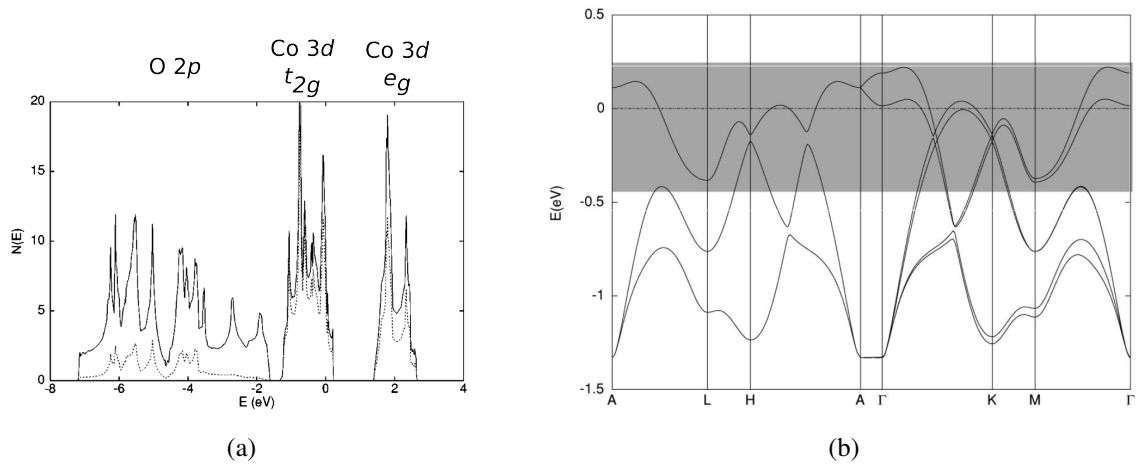 O 2p
Co 3d
t2g
Co 3d
eg
N(E)
20
15
10
5
0
-8
-6
-4
-2
0
2
4
E (eV)
(a)
E(eV)
0.5
0
-0.5
-1
-1.5
A
L
H
A
Γ
K
M
Γ
(b)